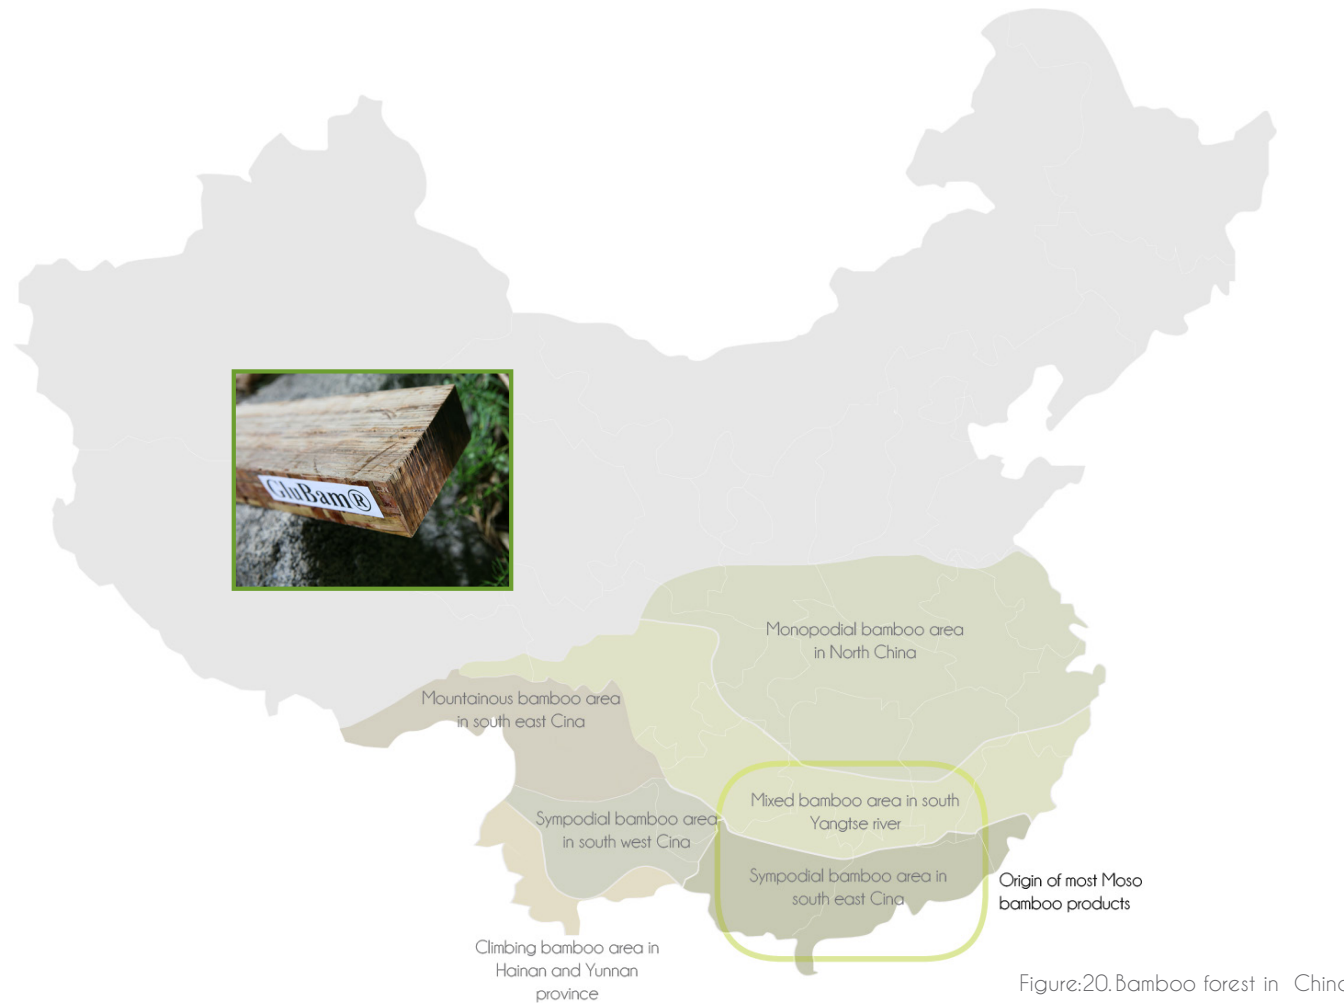 GluBam®
Monopodial bamboo area
in North China
Mountainous bamboo area
in south east Cina
Mixed bamboo area in south
Yangtse river
Sympodial bamboo area
in south west Cina
Sympodial bamboo area in
south east Cina
Origin of most Moso
bamboo products
Climbing bamboo area in
Hainan and Yunnan
province
Figure:20.Bamboo forest in Chin